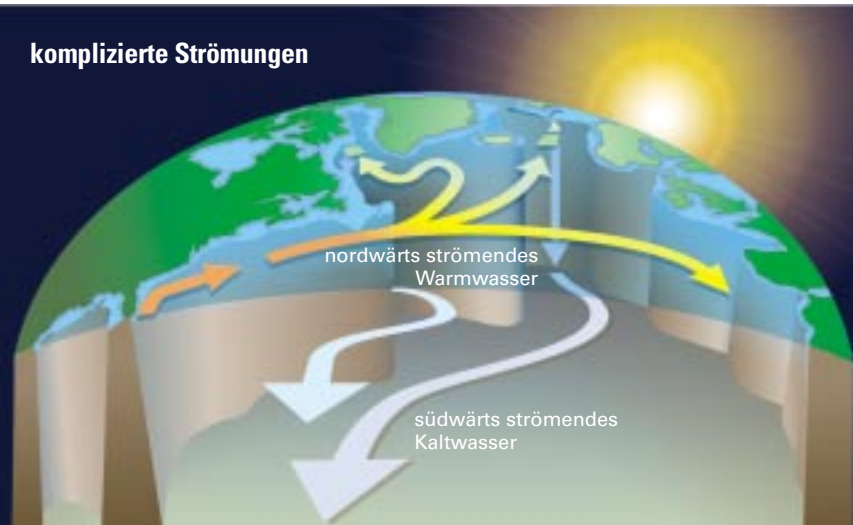 komplizierte Strömungen
nordwärts strömendes
Warmwasser
südwärts strömendes
Kaltwasser